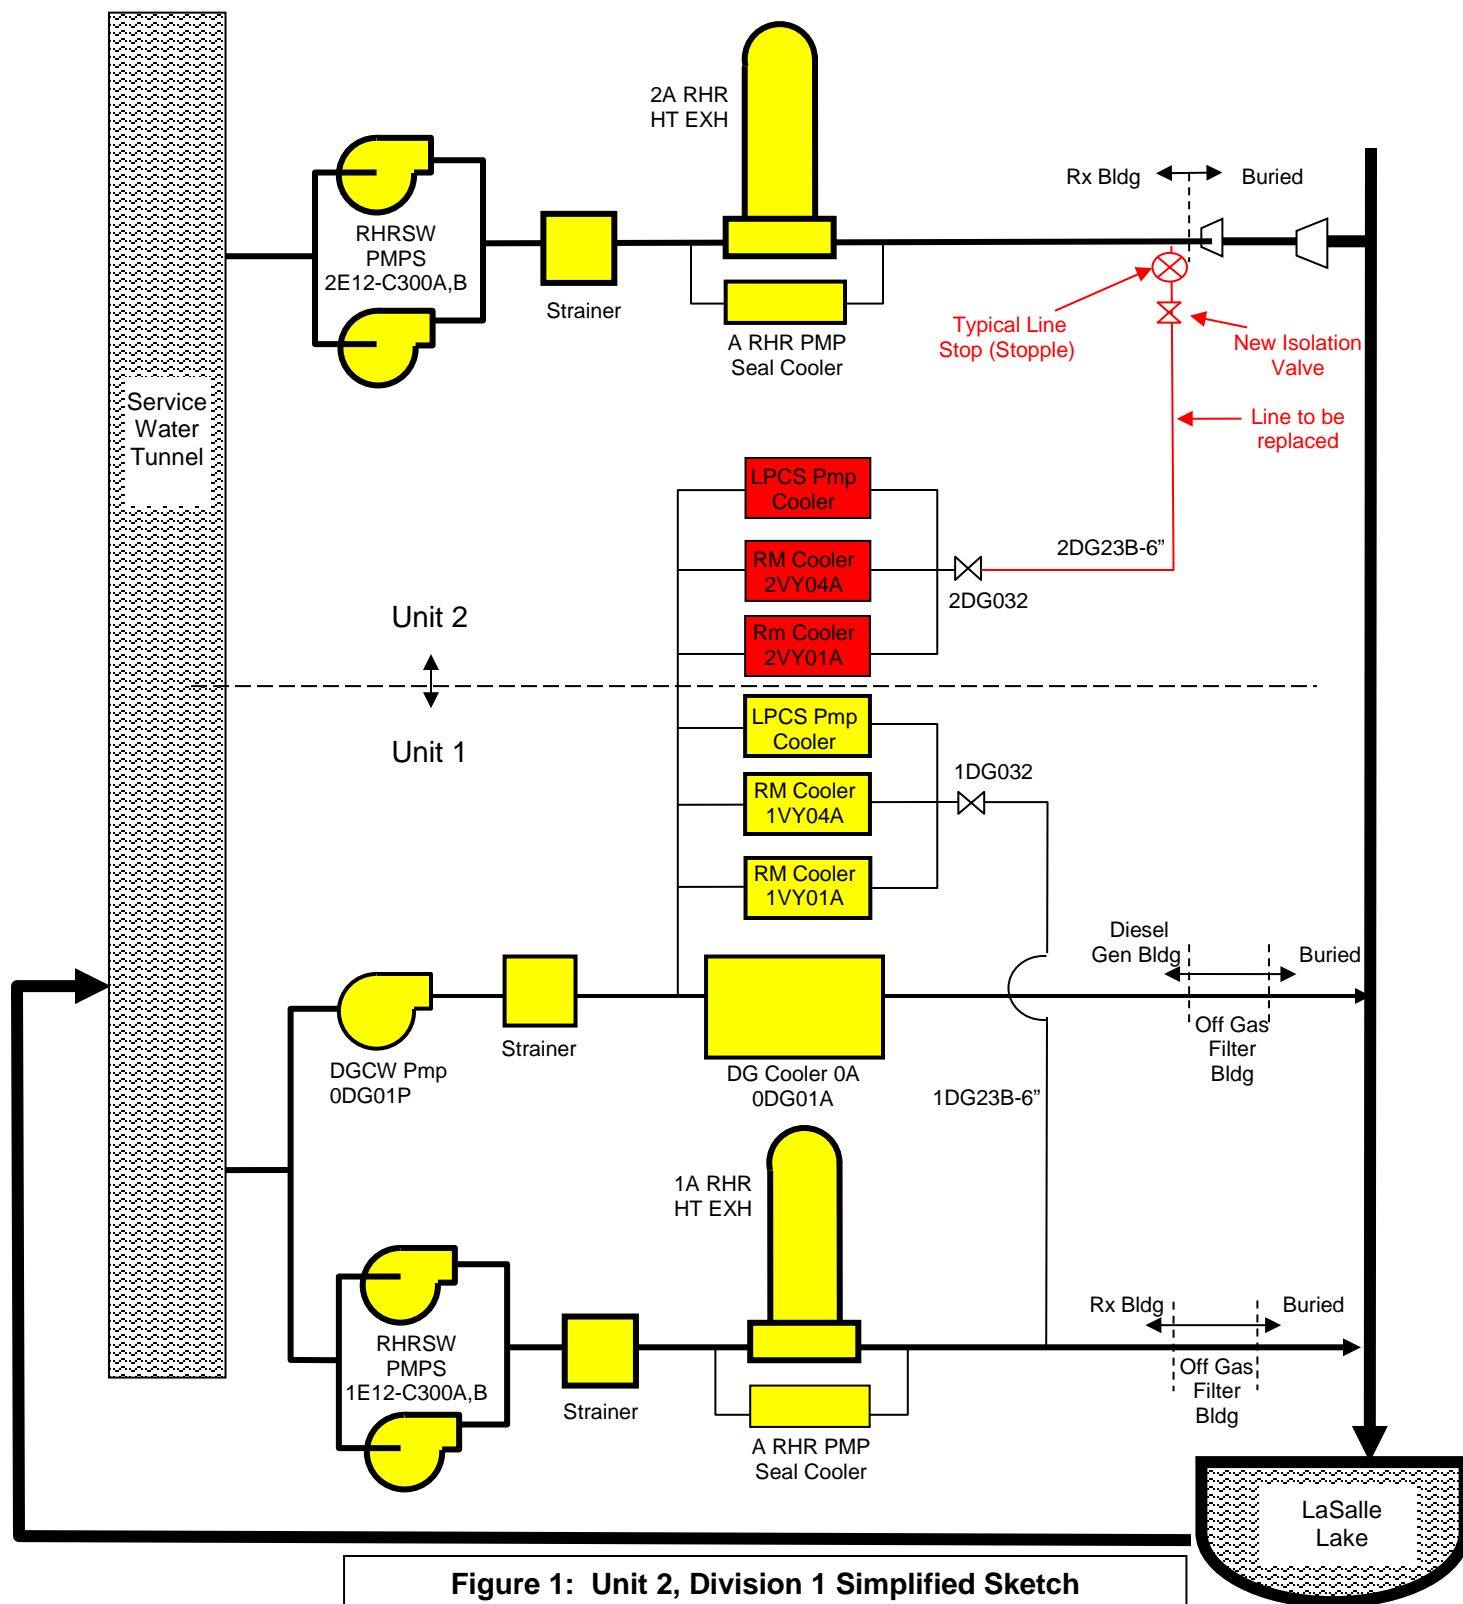 2A RHR
HT EXH
Rx Bldg
Buried
RHRSW
PMPS
2E12-C300A,B
Strainer
A RHR PMP
Seal Cooler
Typical Line
Stop (Stopple)
New Isolation
Valve
Service
Water
Tunnel
Line to be
replaced
LPCS Pmp
Cooler
RM Cooler
2VY04A
2DG23B-6”
2DG032
Rm Cooler
2VY01A
Unit 2
Unit 1
LPCS Pmp
Cooler
1DG032
RM Cooler
1VY04A
RM Cooler
1VY01A
Diesel
Gen Bldg
Buried
Off Gas
Filter
Bldg
Strainer
DGCW Pmp
0DG01P
DG Cooler 0A
0DG01A
1DG23B-6”
1A RHR
HT EXH
Rx Bldg
Buried
RHRSW
PMPS
1E12-C300A,B
Off Gas
Filter
Bldg
Strainer
A RHR PMP
Seal Cooler
LaSalle
Lake
Figure 1: Unit 2, Division 1 Simplified Sketch